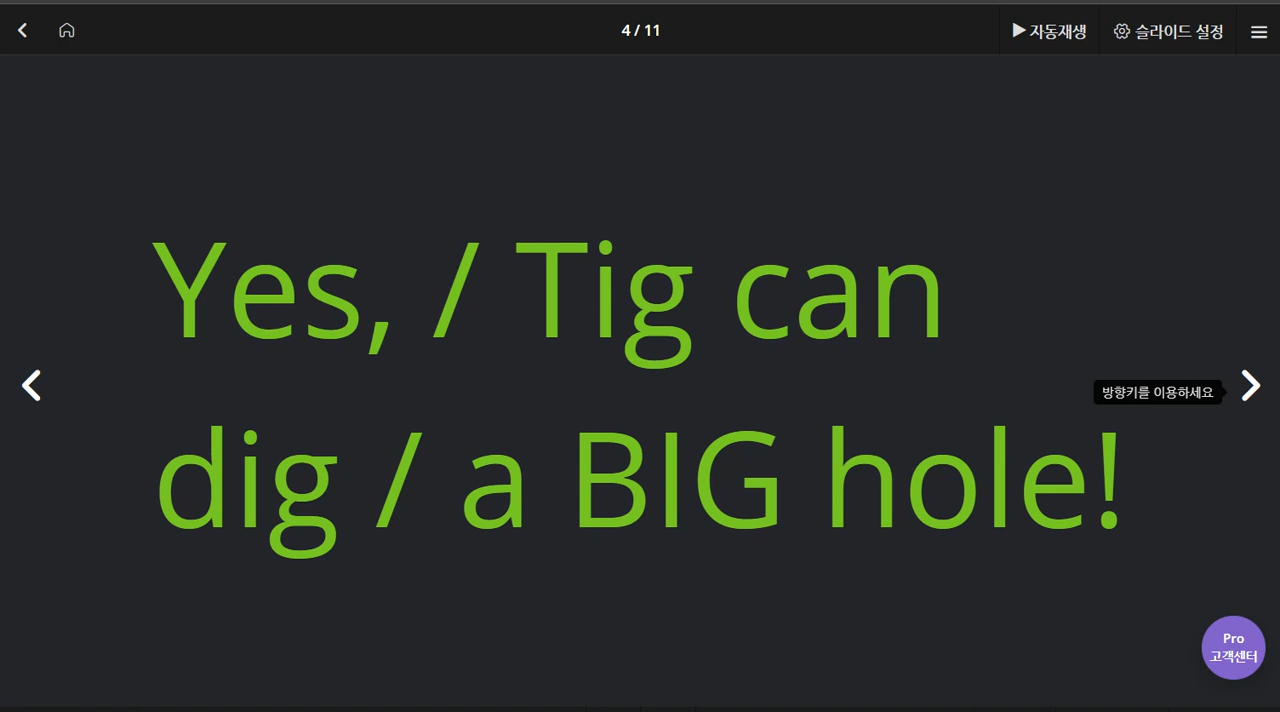 4 / 11
자동재생
슬라이드 설정
Yes, / Tig can
dig / a BIG hole!
방향키를 이용하세요
Pro
고객센터